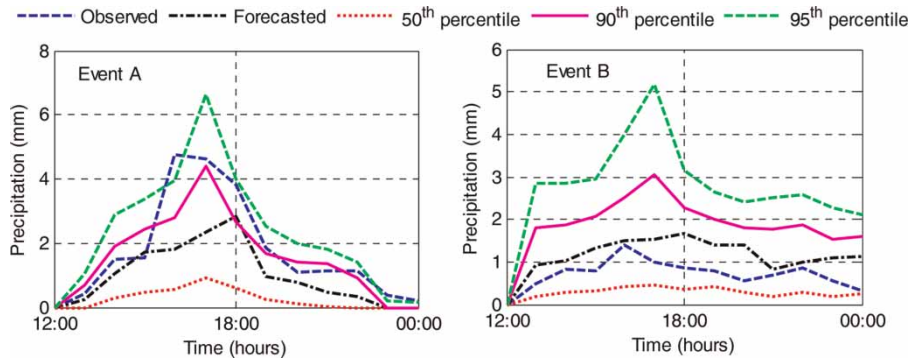 Observed Forecasted 50th percentile 90th percentile 95th percentile
Event A
Precipitation (mm)
8
6
4
2
0
12:00 18:00 00:00
Time (hours)
Event B
Precipitation (mm)
6
5
4
3
2
1
0
12:00 18:00 00:00
Time (hours)